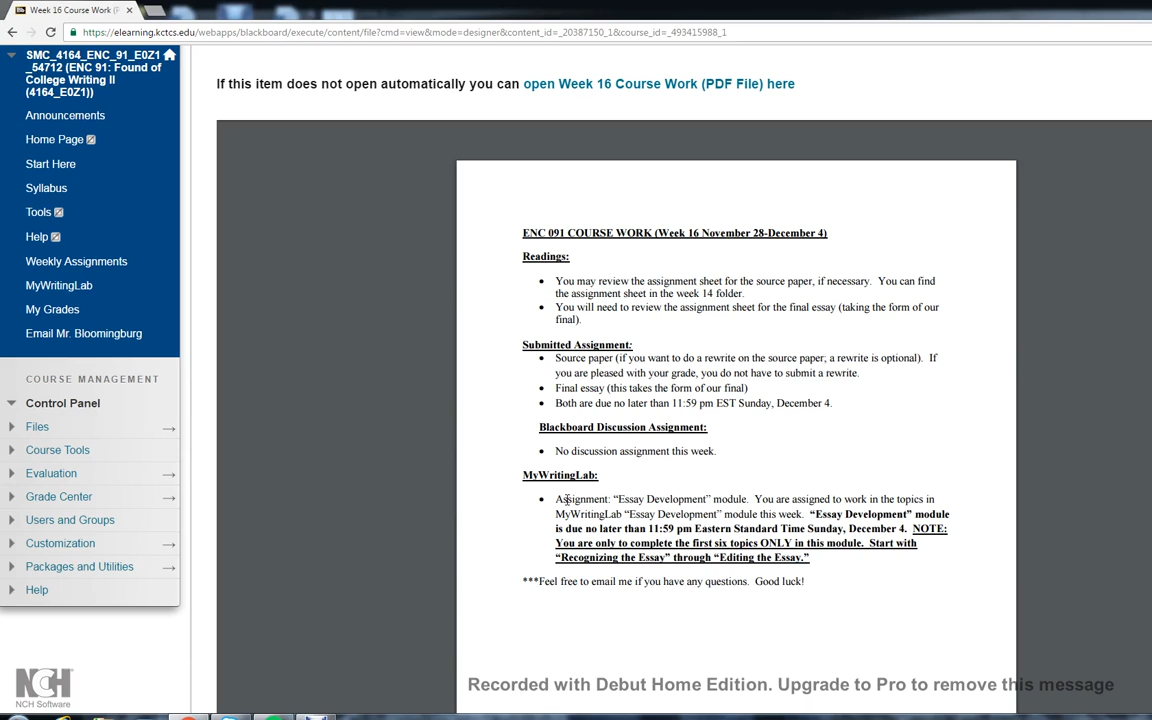 Week 16 Course Work (P
https://elearning.kctcs.edu/webapps/blackboard/execute/content/file?cmd=view&mode=designer&content_id=_20387150_1&course_id=_493415988_1
SMC_4164_ENC_91_E0Z1
_54712 (ENC 91: Found of
College Writing II
(4164_E0Z1))
Announcements
Home Page
Start Here
Syllabus
Tools
Help
Weekly Assignments
MyWritingLab
My Grades
Email Mr. Bloomingburg
COURSE MANAGEMENT
Control Panel
Files
Course Tools
Evaluation
Grade Center
Users and Groups
Customization
Packages and Utilities
Help
NCH
NCH Software
If this item does not open automatically you can open Week 16 Course Work (PDF File) here
ENC 091 COURSE WORK (Week 16 November 28-December 4)
Readings:
• You may review the assignment sheet for the source paper, if necessary. You can find
the assignment sheet in the week 14 folder.
• You will need to review the assignment sheet for the final essay (taking the form of our
final).
Submitted Assignment:
• Source paper (if you want to do a rewrite on the source paper; a rewrite is optional). If
you are pleased with your grade, you do not have to submit a rewrite.
• Final essay (this takes the form of our final)
• Both are due no later than 11:59 pm EST Sunday, December 4.
Blackboard Discussion Assignment:
• No discussion assignment this week.
MyWritingLab:
• Assignment: “Essay Development” module. You are assigned to work in the topics in
MyWritingLab “Essay Development” module this week. “Essay Development” module
is due no later than 11:59 pm Eastern Standard Time Sunday, December 4. NOTE:
You are only to complete the first six topics ONLY in this module. Start with
“Recognizing the Essay” through “Editing the Essay.”
***Feel free to email me if you have any questions. Good luck!
Recorded with Debut Home Edition. Upgrade to Pro to remove this message